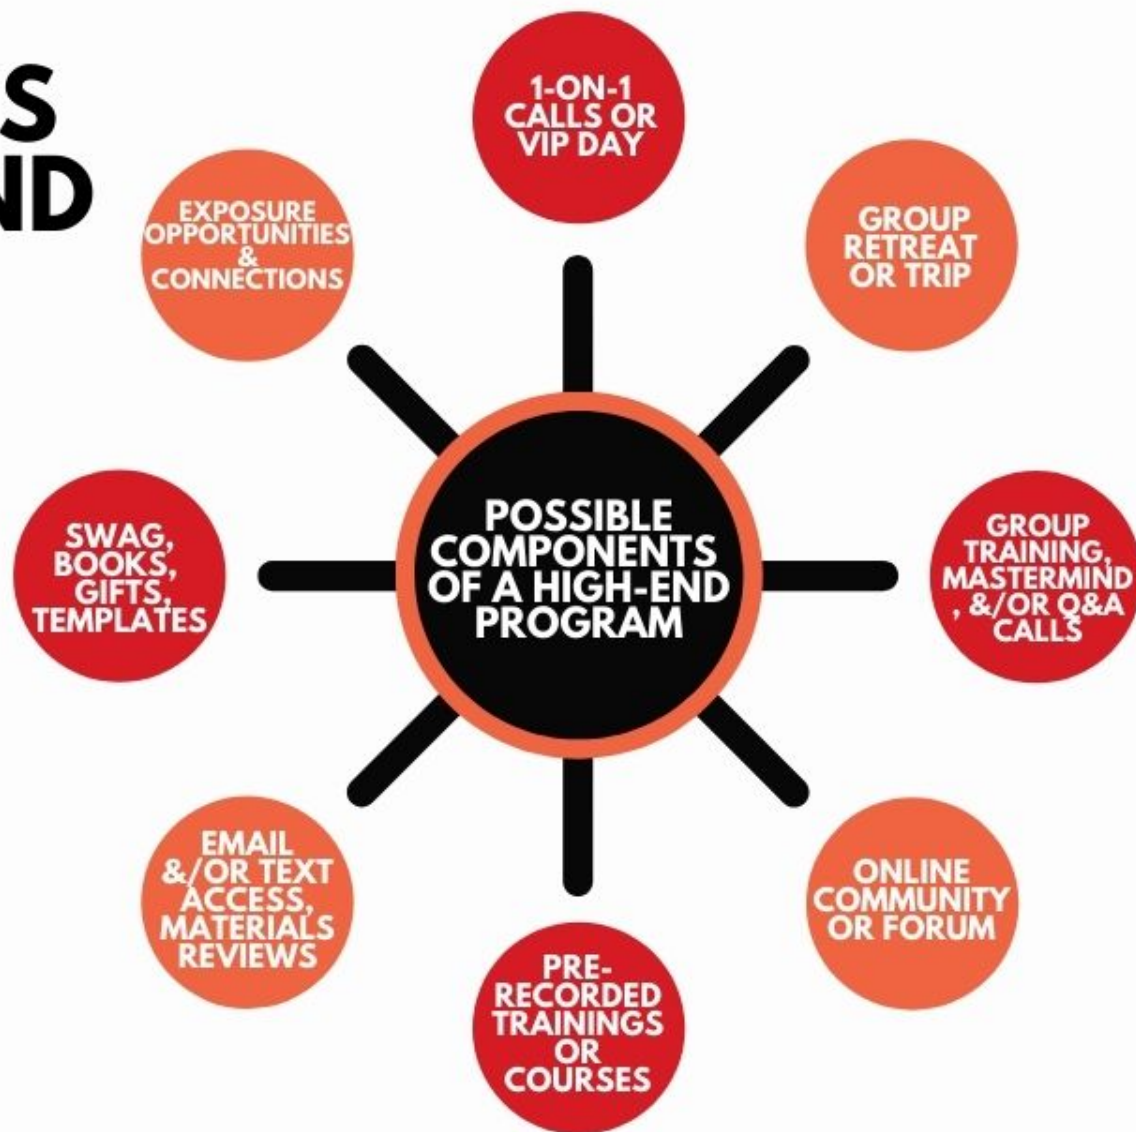 S
ND
1-ON-1
CALLS OR
VIP DAY
EXPOSURE
OPPORTUNITIES
&
CONNECTIONS
GROUP
RETREAT
OR TRIP
SWAG,
BOOKS,
GIFTS,
TEMPLATES
POSSIBLE
COMPONENTS
OF A HIGH-END
PROGRAM
GROUP
TRAINING,
MASTERMIND
, &/OR Q&A
CALLS
EMAIL
&/OR TEXT
ACCESS,
MATERIALS
REVIEWS
ONLINE
COMMUNITY
OR FORUM
PRE-
RECORDED
TRAININGS
OR
COURSES